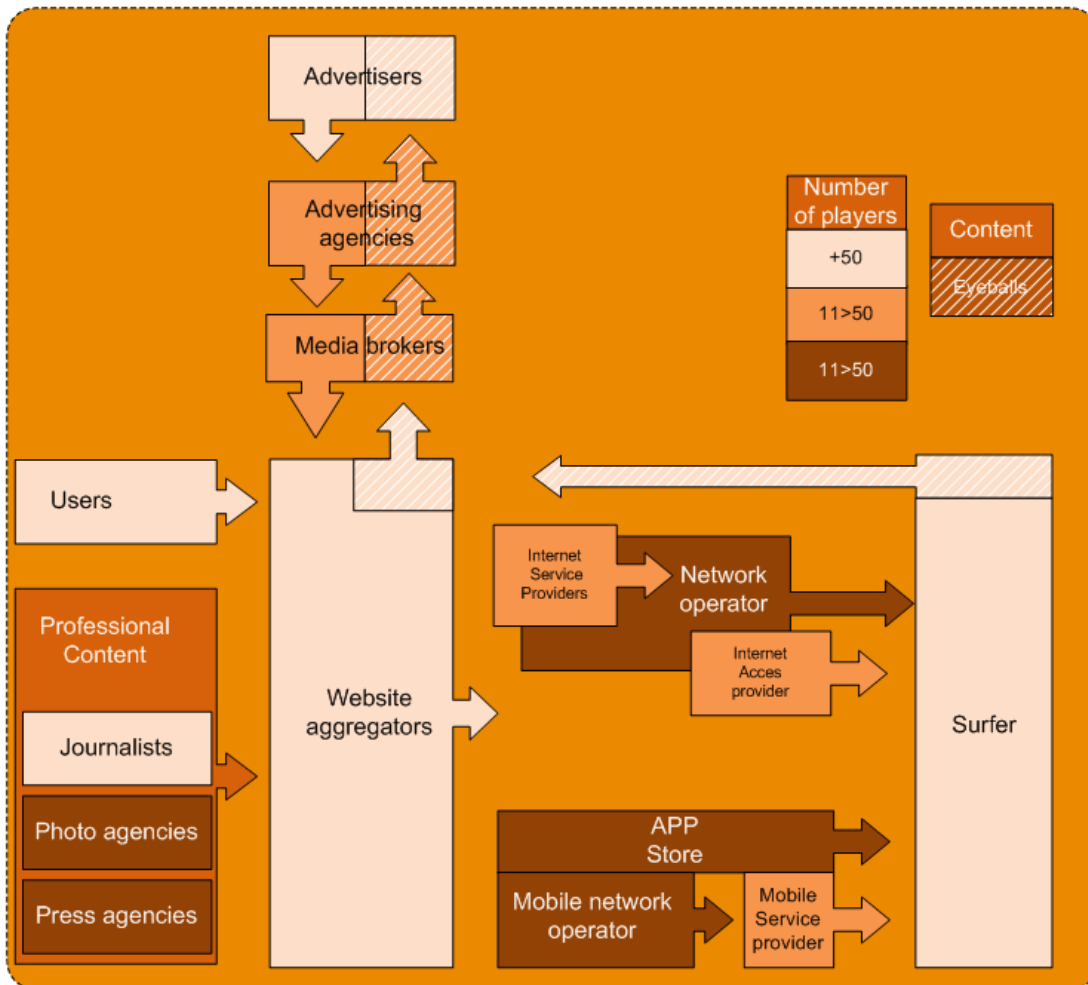 Advertisers
Advertising
agencies
Media brokers
Number
of players
+50
11>50
11>50
Content
Eyeballs
Users
Professional
Content
Journalists
Photo agencies
Press agencies
Website
aggregators
Internet
Service
Providers
Network
operator
Internet
Acces
provider
APP
Store
Mobile network
operator
Mobile
Service
provider
Surfer